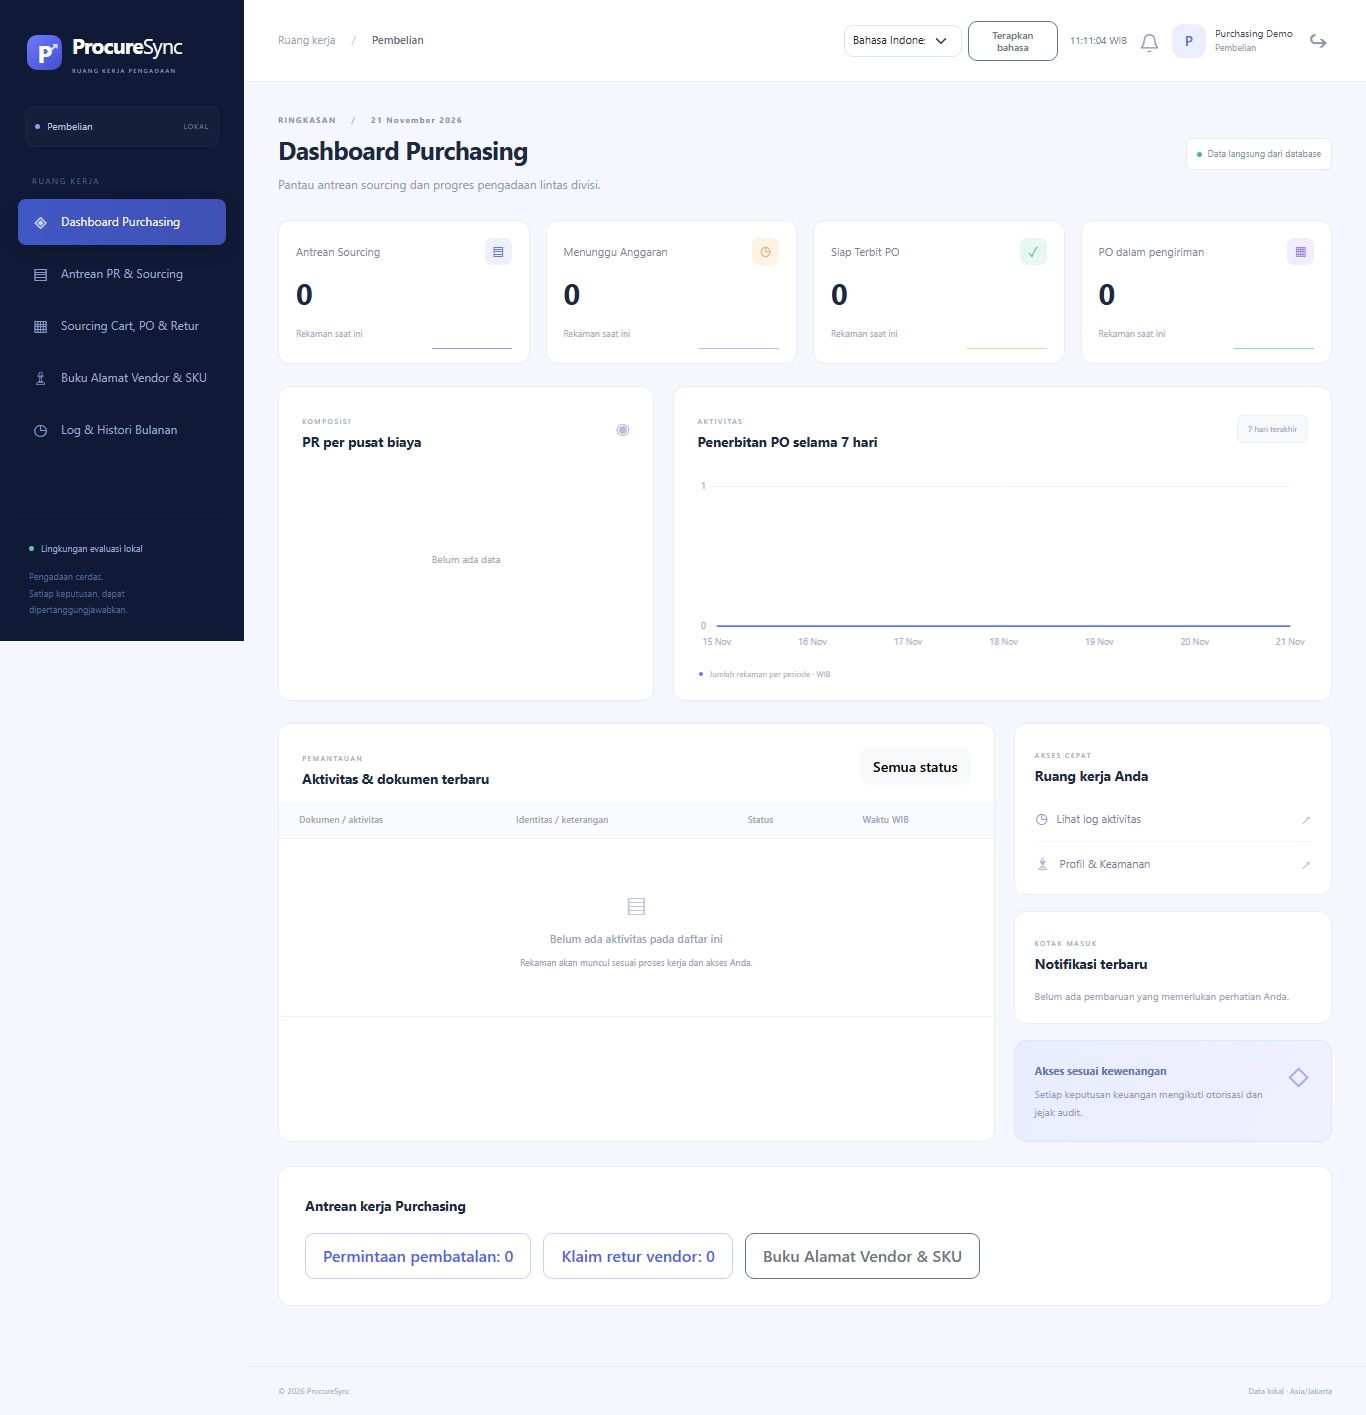 ProcureSync
RUANG KERJA PENGADAAN
Pembelian
LOKAL
RUANG KERJA
Dashboard Purchasing
Antrean PR & Sourcing
Sourcing Cart, PO & Retur
Buku Alamat Vendor & SKU
Log & Histori Bulanan
Lingkungan evaluasi lokal
Pengadaan cerdas.
Setiap keputusan, dapat
dipertanggungjawabkan.
Ruang kerja / Pembelian
Bahasa Indone
Terapkan
bahasa
11:11:04 WIB
P
Purchasing Demo
Pembelian
RINGKASAN / 21 November 2026
Dashboard Purchasing
Pantau antrean sourcing dan progres pengadaan lintas divisi.
Data langsung dari database
Antrean Sourcing
0
Rekaman saat ini
Menunggu Anggaran
0
Rekaman saat ini
Siap Terbit PO
0
Rekaman saat ini
PO dalam pengiriman
0
Rekaman saat ini
KOMPOSISI
PR per pusat biaya
Belum ada data
AKTIVITAS
Penerbitan PO selama 7 hari
7 hari terakhir
1
0
15 Nov 16 Nov 17 Nov 18 Nov 19 Nov 20 Nov 21 Nov
Jumlah rekaman per periode · WIB
PEMANTAUAN
Aktivitas & dokumen terbaru
Semua status
Dokumen / aktivitas Identitas / keterangan Status Waktu WIB
Belum ada aktivitas pada daftar ini
Rekaman akan muncul sesuai proses kerja dan akses Anda.
AKSES CEPAT
Ruang kerja Anda
Lihat log aktivitas
Profil & Keamanan
KOTAK MASUK
Notifikasi terbaru
Belum ada pembaruan yang memerlukan perhatian Anda.
Akses sesuai kewenangan
Setiap keputusan keuangan mengikuti otorisasi dan
jejak audit.
Antrean kerja Purchasing
Permintaan pembatalan: 0
Klaim retur vendor: 0
Buku Alamat Vendor & SKU
© 2026 ProcureSync
Data lokal · Asia/Jakarta